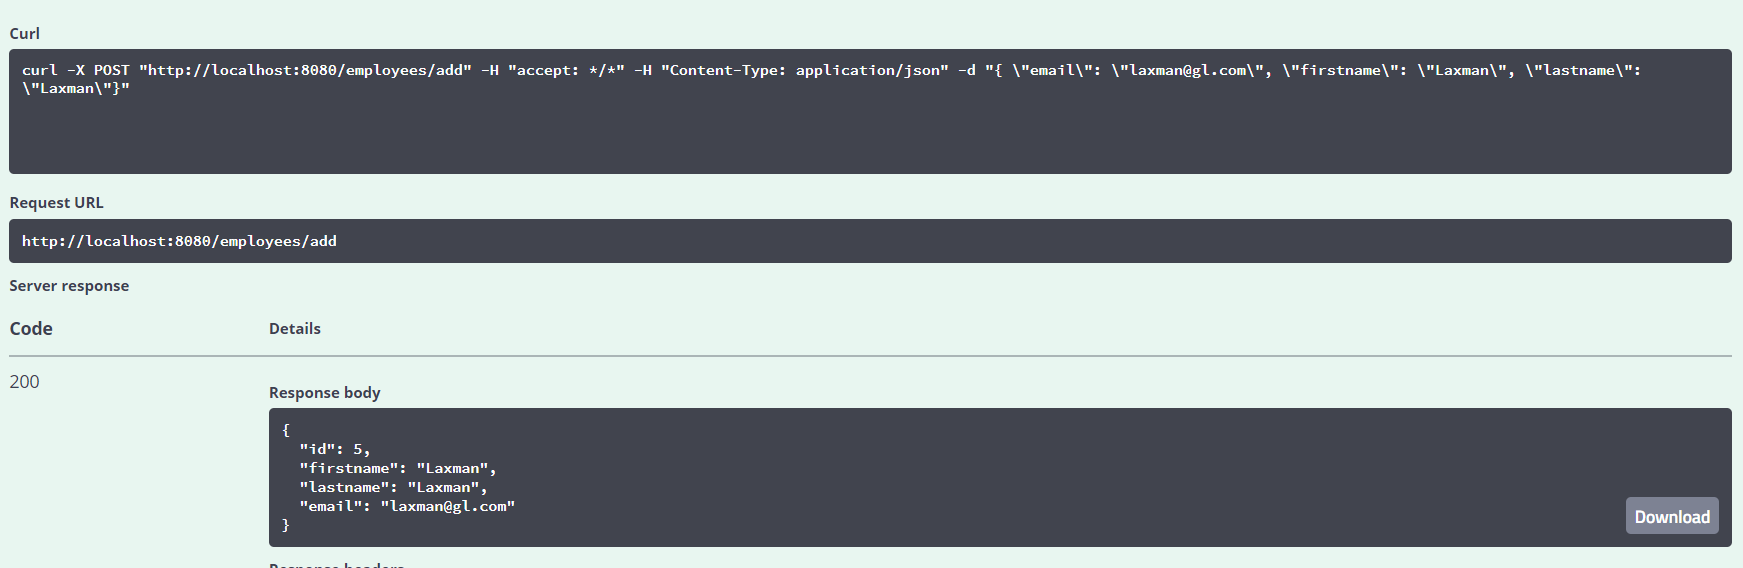 Curl
curl -X POST "http://localhost:8080/employees/add" -H "accept: */*" -H "Content-Type: application/json" -d "{ \"email\": \"laxman@gl.com\", \"firstname\": \"Laxman\", \"lastname\":
\"Laxman\"}"
Request URL
http://localhost:8080/employees/add
Server response
Code Details
200
Response body
{
  "id": 5,
  "firstname": "Laxman",
  "lastname": "Laxman",
  "email": "laxman@gl.com"
}
Download
Response headers